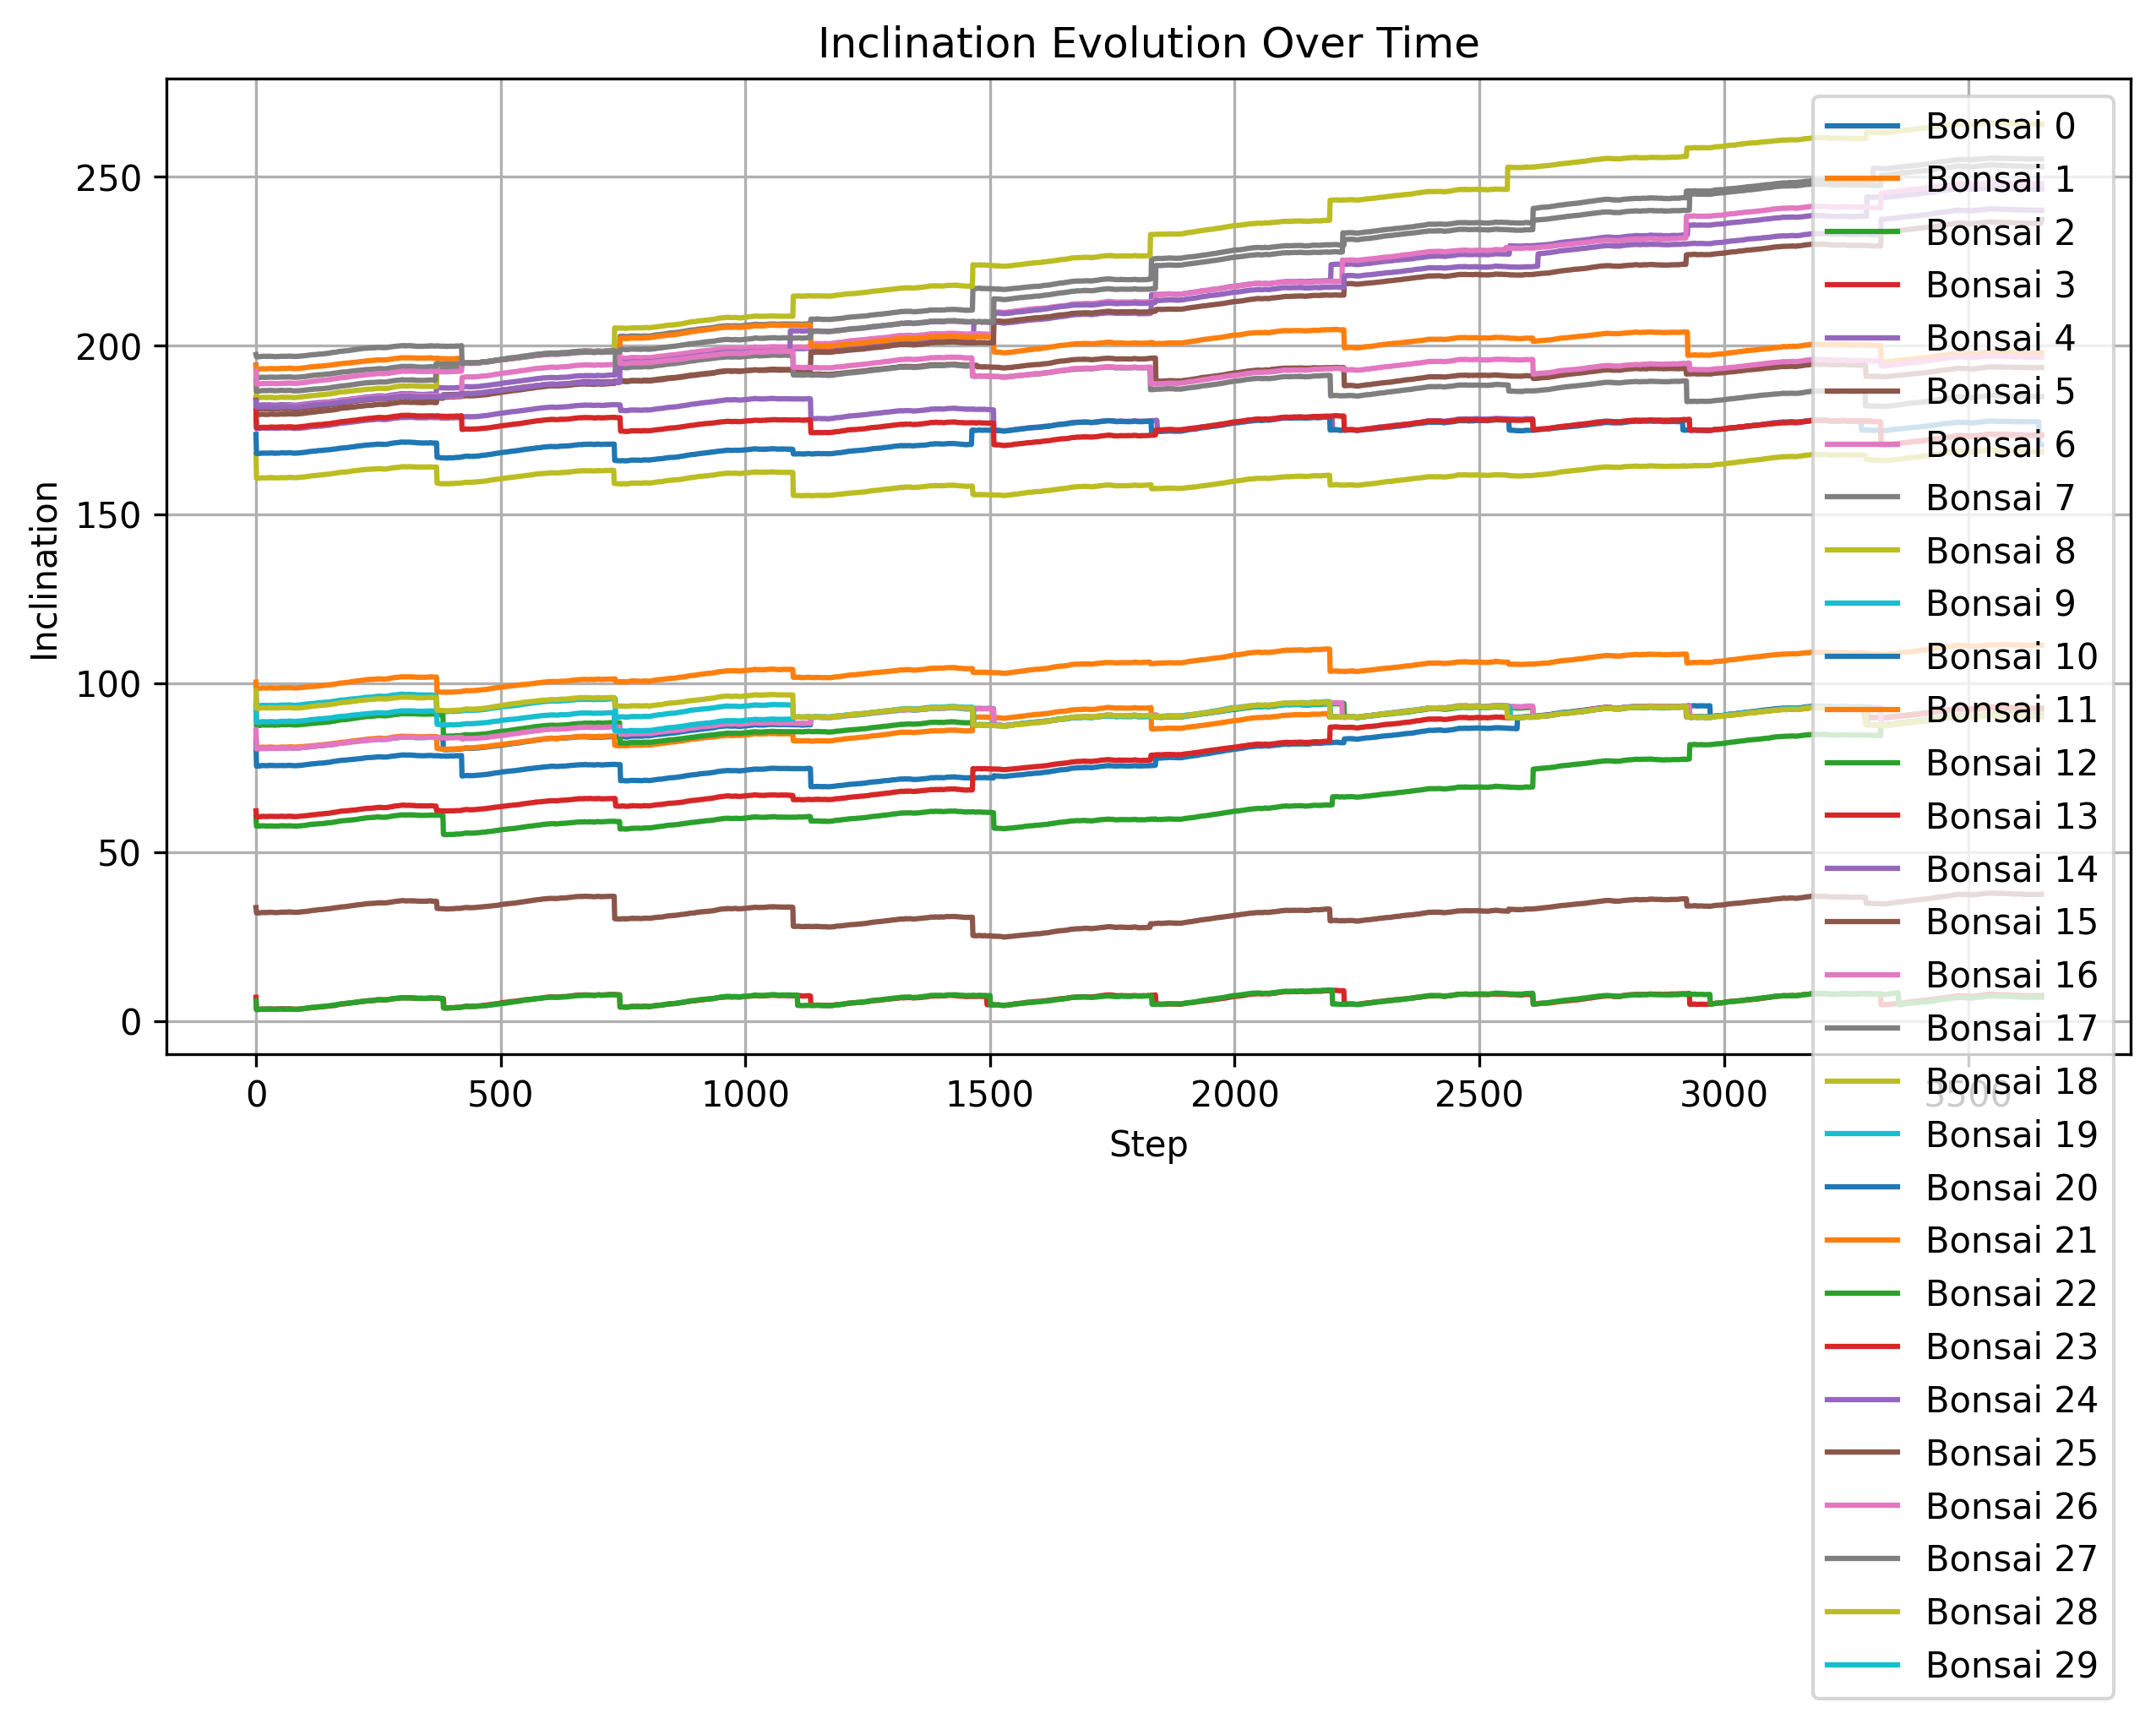 Inclination Evolution Over Time
Inclination
250
200
150
100
50
0
0 500 1000 1500 2000 2500 3000 3500
Step
Bonsai 0
Bonsai 1
Bonsai 2
Bonsai 3
Bonsai 4
Bonsai 5
Bonsai 6
Bonsai 7
Bonsai 8
Bonsai 9
Bonsai 10
Bonsai 11
Bonsai 12
Bonsai 13
Bonsai 14
Bonsai 15
Bonsai 16
Bonsai 17
Bonsai 18
Bonsai 19
Bonsai 20
Bonsai 21
Bonsai 22
Bonsai 23
Bonsai 24
Bonsai 25
Bonsai 26
Bonsai 27
Bonsai 28
Bonsai 29